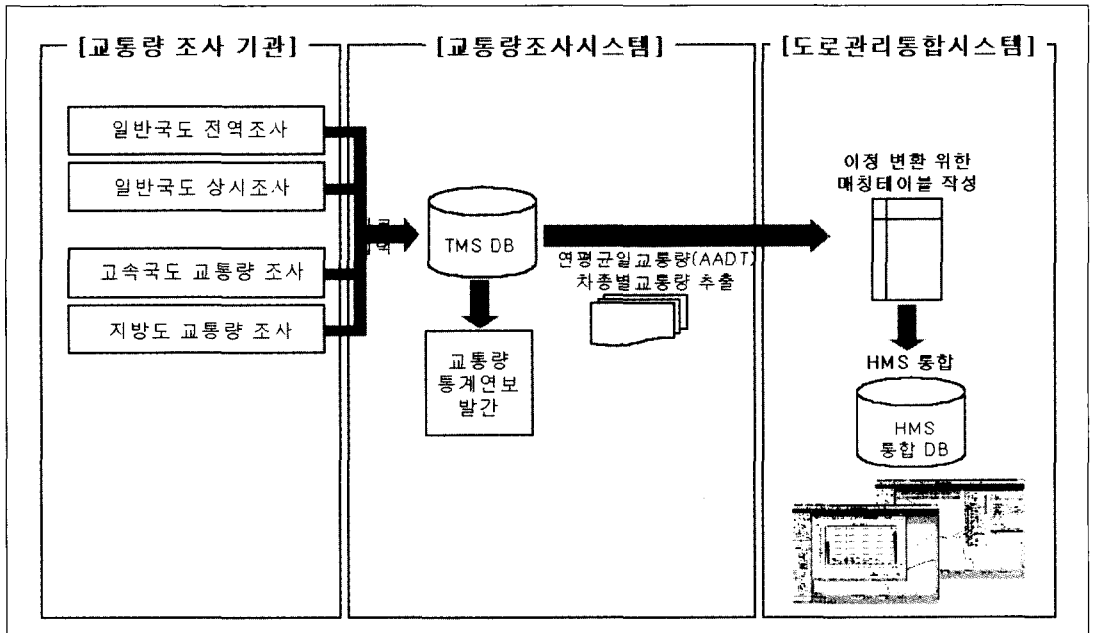 [교통량 조사 기관]
[교통량조사시스템]
[도로관리통합시스템]
일반국도 전역조사
일반국도 상시조사
고속국도 교통량 조사
지방도 교통량 조사
TMS DB
교통량
통계연보
발간
연평균일교통량(AADT)
차종별교통량 추출
이정 변환 위한
매칭테이블 작성
HMS 통합
HMS
통합 DB